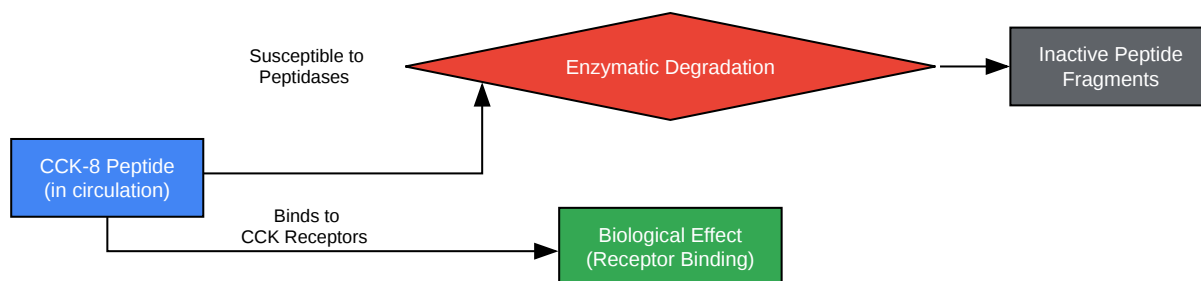 Susceptible to
Peptidases
Enzymatic Degradation
Inactive Peptide
Fragments
CCK-8 Peptide
(in circulation)
Binds to
CCK Receptors
Biological Effect
(Receptor Binding)